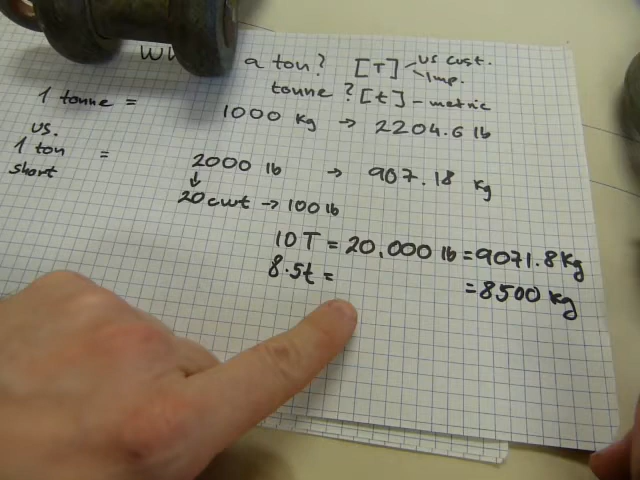 a ton? [T] US cust.
Imp.
tonne? [t] - metric
1 tonne = 1000 kg → 2204.6 lb
US.
1 ton = 2000 lb → 907.18 kg
short
↓
20 cwt → 100 lb
10 T = 20,000 lb = 9071.8 Kg
8.5t = = 8500 kg